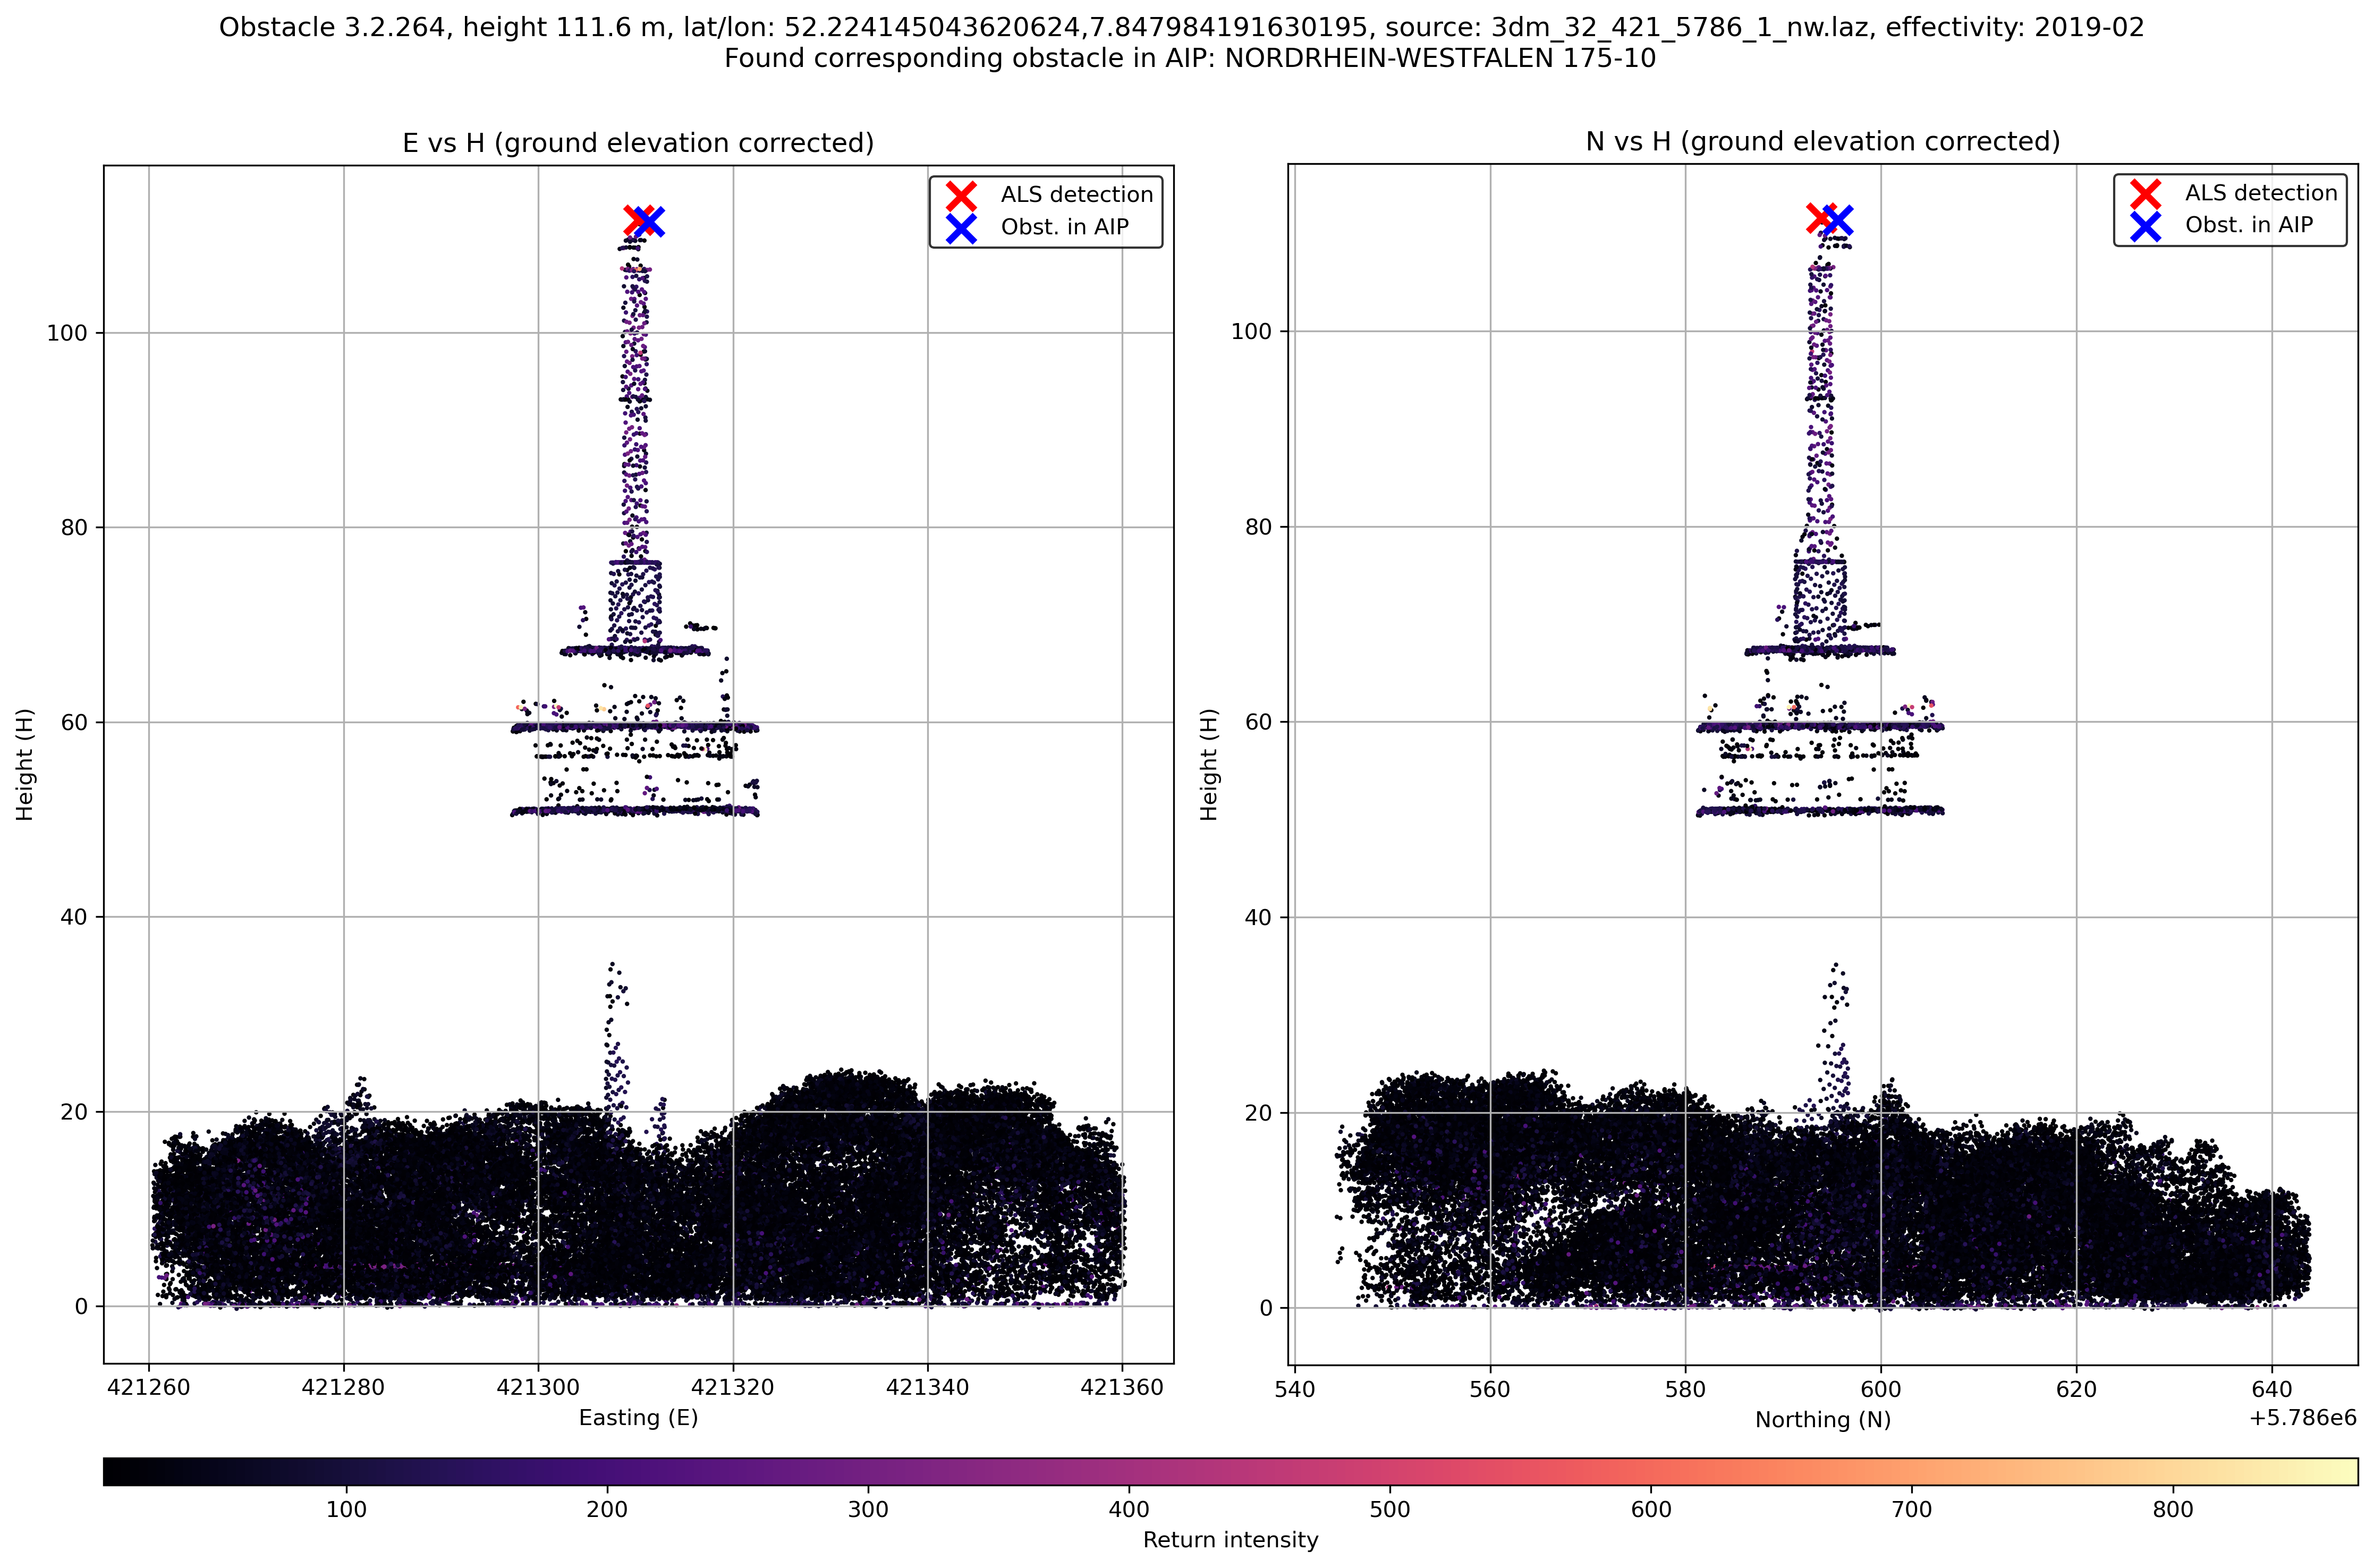 Obstacle 3.2.264, height 111.6 m, lat/lon: 52.224145043620624,7.847984191630195, source: 3dm_32_421_5786_1_nw.laz, effectivity: 2019-02
Found corresponding obstacle in AIP: NORDRHEIN-WESTFALEN 175-10
E vs H (ground elevation corrected)
ALS detection
Obst. in AIP
100
80
60
40
20
0
Height (H)
421260 421280 421300 421320 421340 421360
Easting (E)
N vs H (ground elevation corrected)
ALS detection
Obst. in AIP
100
80
60
40
20
0
Height (H)
540 560 580 600 620 640
Northing (N)
+5.786e6
100 200 300 400 500 600 700 800
Return intensity